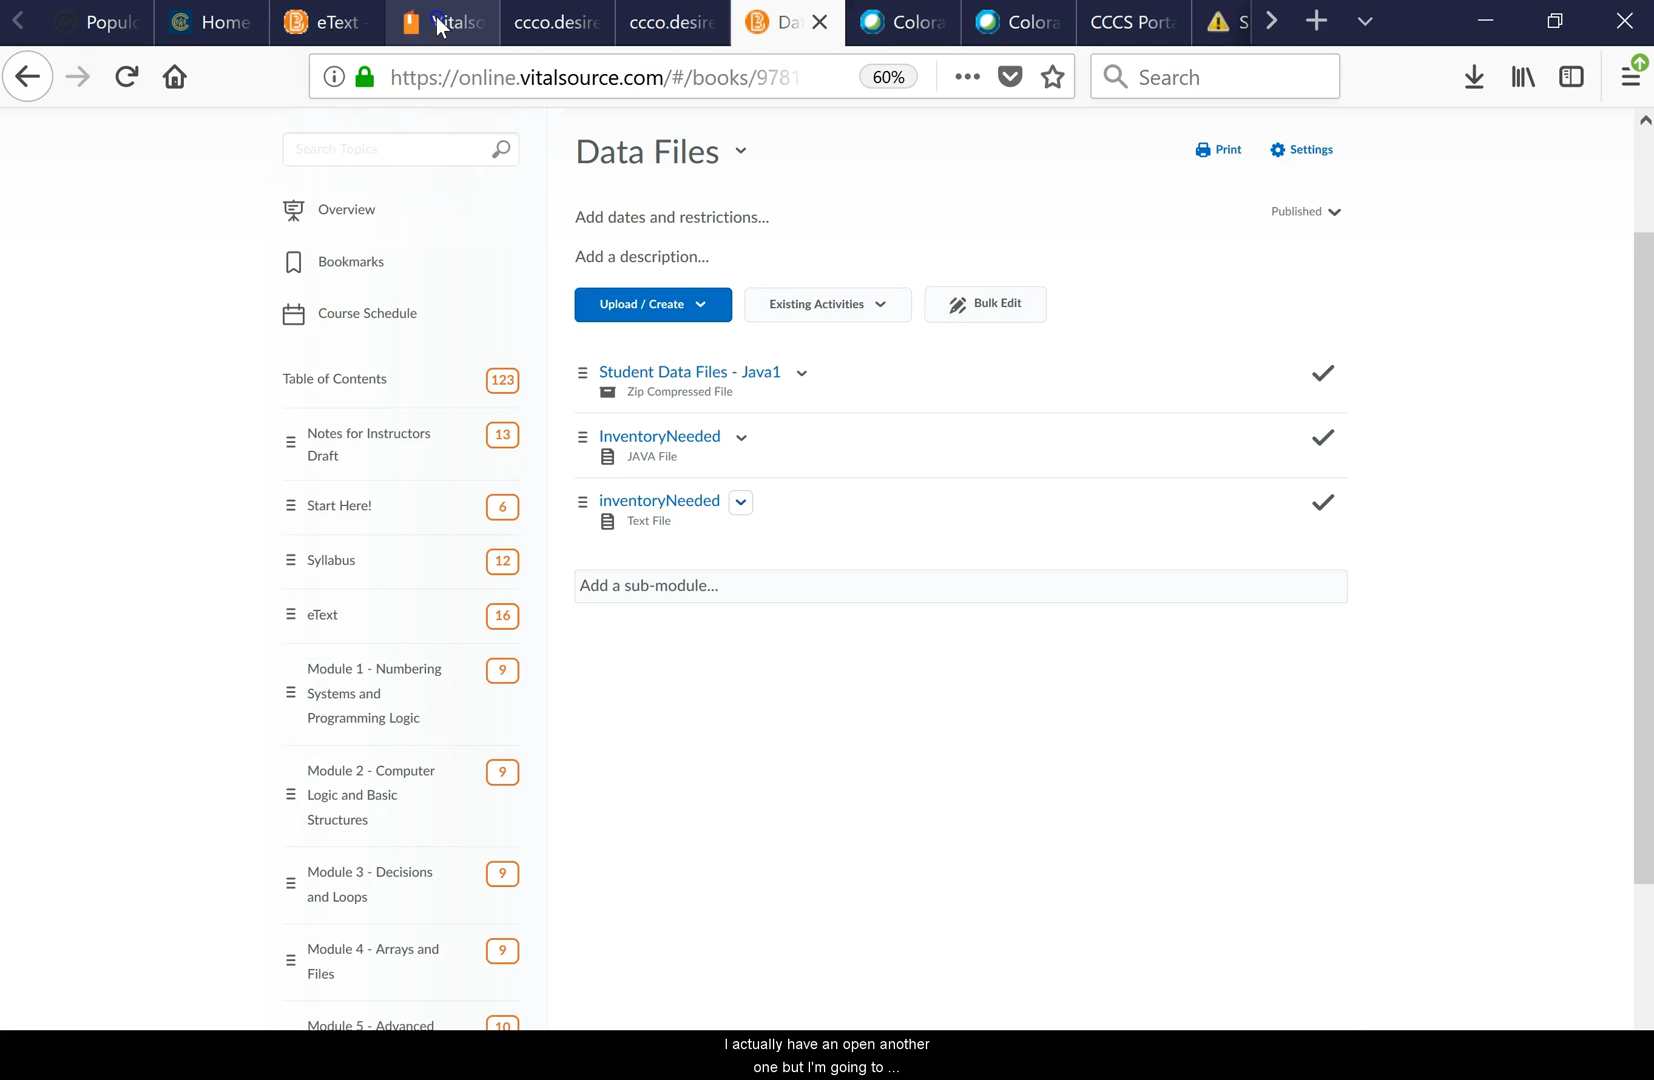 Popul
Home
eText
Vitalso
ccco.desire
ccco.desire
Da
Colora
Colora
CCCS Porta
S
https://online.vitalsource.com/#/books/9781
60%
Search
Search Topics
Overview
Bookmarks
Course Schedule
Table of Contents 123
Notes for Instructors 13
Draft
Start Here! 6
Syllabus 12
eText 16
Module 1 - Numbering 9
Systems and
Programming Logic
Module 2 - Computer 9
Logic and Basic
Structures
Module 3 - Decisions 9
and Loops
Module 4 - Arrays and 9
Files
Module 5 - Advanced 10
Data Files
Print
Settings
Add dates and restrictions...
Published
Add a description...
Upload / Create
Existing Activities
Bulk Edit
Student Data Files - Java1
Zip Compressed File
InventoryNeeded
JAVA File
inventoryNeeded
Text File
Add a sub-module...
I actually have an open another
one but I'm going to ...